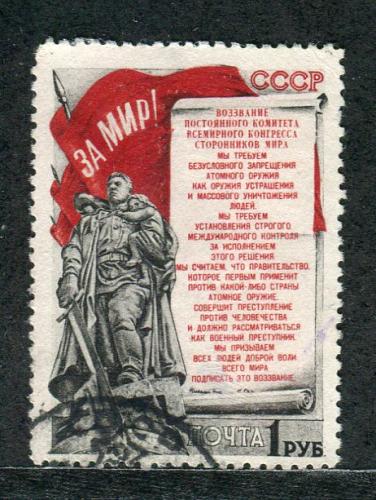 СССР
ЗА МИР!
ВОЗЗВАНИЕ
ПОСТОЯННОГО КОМИТЕТА
ВСЕМИРНОГО КОНГРЕССА
СТОРОННИКОВ МИРА
МЫ ТРЕБУЕМ
БЕЗУСЛОВНОГО ЗАПРЕЩЕНИЯ
АТОМНОГО ОРУЖИЯ
КАК ОРУЖИЯ УСТРАШЕНИЯ
И МАССОВОГО УНИЧТОЖЕНИЯ
ЛЮДЕЙ.
МЫ ТРЕБУЕМ
УСТАНОВЛЕНИЯ СТРОГОГО
МЕЖДУНАРОДНОГО КОНТРОЛЯ
ЗА ИСПОЛНЕНИЕМ
ЭТОГО РЕШЕНИЯ
МЫ СЧИТАЕМ, ЧТО ПРАВИТЕЛЬСТВО,
КОТОРОЕ ПЕРВЫМ ПРИМЕНИТ
ПРОТИВ КАКОЙ-ЛИБО СТРАНЫ
АТОМНОЕ ОРУЖИЕ,
СОВЕРШИТ ПРЕСТУПЛЕНИЕ
ПРОТИВ ЧЕЛОВЕЧЕСТВА
И ДОЛЖНО РАССМАТРИВАТЬСЯ
КАК ВОЕННЫЙ ПРЕСТУПНИК.
МЫ ПРИЗЫВАЕМ
ВСЕХ ЛЮДЕЙ ДОБРОЙ ВОЛИ
ВСЕГО МИРА
ПОДПИСАТЬ ЭТО ВОЗЗВАНИЕ.
ПОЧТА 1 РУБ